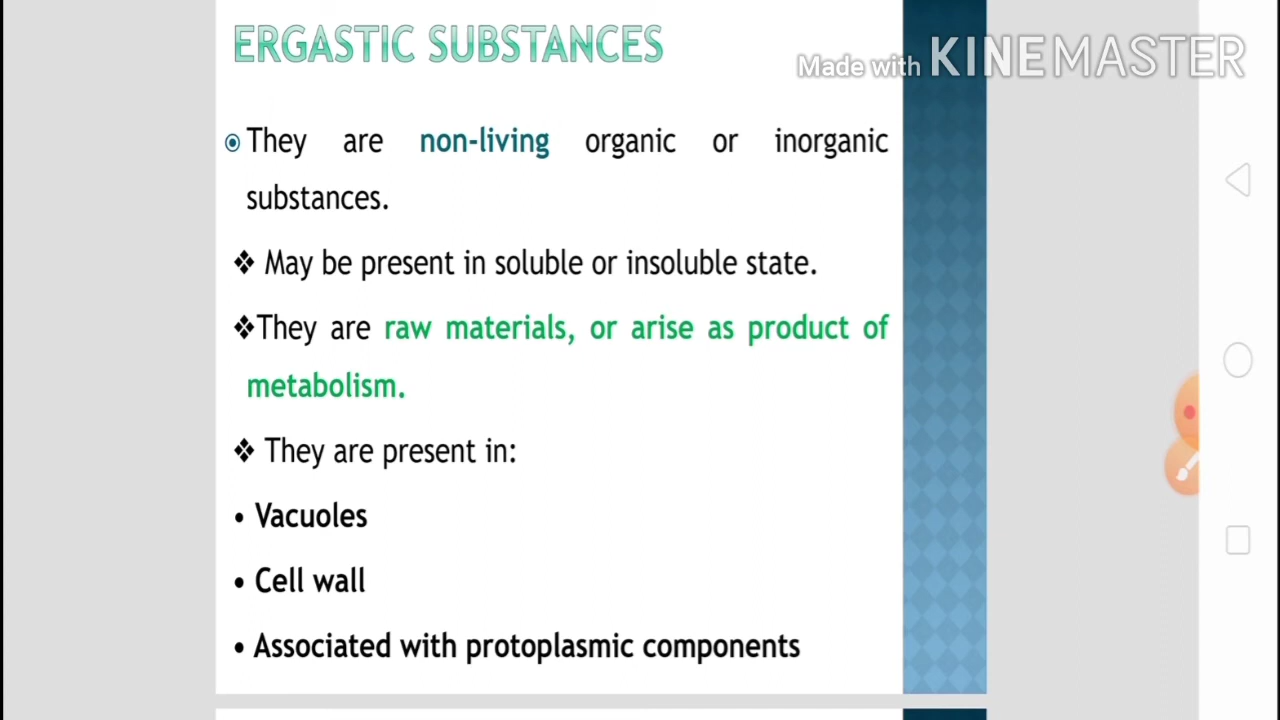 ERGASTIC SUBSTANCES
Made with KINEMASTER
⦿ They are non-living organic or inorganic
substances.
❖ May be present in soluble or insoluble state.
❖They are raw materials, or arise as product of
metabolism.
❖ They are present in:
• Vacuoles
• Cell wall
• Associated with protoplasmic components